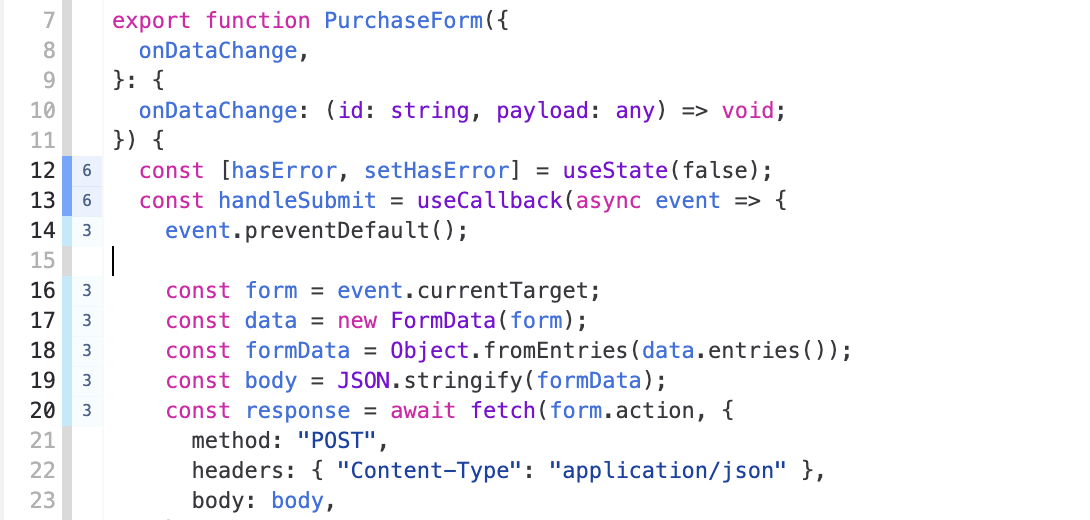 7 export function PurchaseForm({
8 onDataChange,
9 }: {
10 onDataChange: (id: string, payload: any) => void;
11 }) {
12 6 const [hasError, setHasError] = useState(false);
13 6 const handleSubmit = useCallback(async event => {
14 3 event.preventDefault();
15
16 3 const form = event.currentTarget;
17 3 const data = new FormData(form);
18 3 const formData = Object.fromEntries(data.entries());
19 3 const body = JSON.stringify(formData);
20 3 const response = await fetch(form.action, {
21 method: "POST",
22 headers: { "Content-Type": "application/json" },
23 body: body,